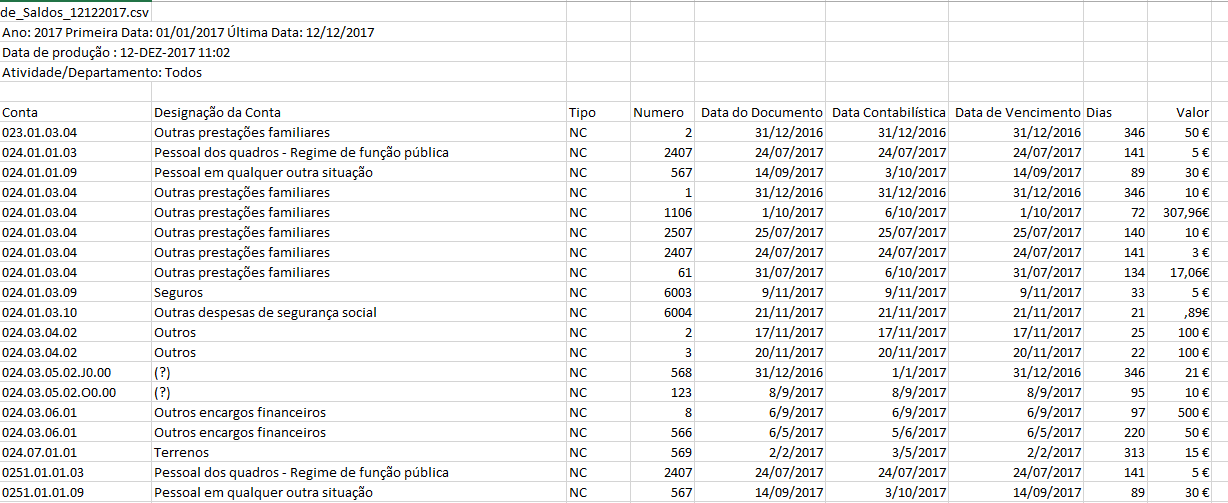 de_Saldos_12122017.csv
Ano: 2017 Primeira Data: 01/01/2017 Última Data: 12/12/2017
Data de produção : 12-DEZ-2017 11:02
Atividade/Departamento: Todos
Conta Designação da Conta Tipo Numero Data do Documento Data Contabilística Data de Vencimento Dias Valor
023.01.03.04 Outras prestações familiares NC 2 31/12/2016 31/12/2016 31/12/2016 346 50 €
024.01.01.03 Pessoal dos quadros - Regime de função pública NC 2407 24/07/2017 24/07/2017 24/07/2017 141 5 €
024.01.01.09 Pessoal em qualquer outra situação NC 567 14/09/2017 3/10/2017 14/09/2017 89 30 €
024.01.03.04 Outras prestações familiares NC 1 31/12/2016 31/12/2016 31/12/2016 346 10 €
024.01.03.04 Outras prestações familiares NC 1106 1/10/2017 6/10/2017 1/10/2017 72 307,96€
024.01.03.04 Outras prestações familiares NC 2507 25/07/2017 25/07/2017 25/07/2017 140 10 €
024.01.03.04 Outras prestações familiares NC 2407 24/07/2017 24/07/2017 24/07/2017 141 3 €
024.01.03.04 Outras prestações familiares NC 61 31/07/2017 6/10/2017 31/07/2017 134 17,06€
024.01.03.09 Seguros NC 6003 9/11/2017 9/11/2017 9/11/2017 33 5 €
024.01.03.10 Outras despesas de segurança social NC 6004 21/11/2017 21/11/2017 21/11/2017 21 ,89€
024.03.04.02 Outros NC 2 17/11/2017 17/11/2017 17/11/2017 25 100 €
024.03.04.02 Outros NC 3 20/11/2017 20/11/2017 20/11/2017 22 100 €
024.03.05.02.J0.00 (?) NC 568 31/12/2016 1/1/2017 31/12/2016 346 21 €
024.03.05.02.O0.00 (?) NC 123 8/9/2017 8/9/2017 8/9/2017 95 10 €
024.03.06.01 Outros encargos financeiros NC 8 6/9/2017 6/9/2017 6/9/2017 97 500 €
024.03.06.01 Outros encargos financeiros NC 566 6/5/2017 5/6/2017 6/5/2017 220 50 €
024.07.01.01 Terrenos NC 569 2/2/2017 3/5/2017 2/2/2017 313 15 €
0251.01.01.03 Pessoal dos quadros - Regime de função pública NC 2407 24/07/2017 24/07/2017 24/07/2017 141 5 €
0251.01.01.09 Pessoal em qualquer outra situação NC 567 14/09/2017 3/10/2017 14/09/2017 89 30 €